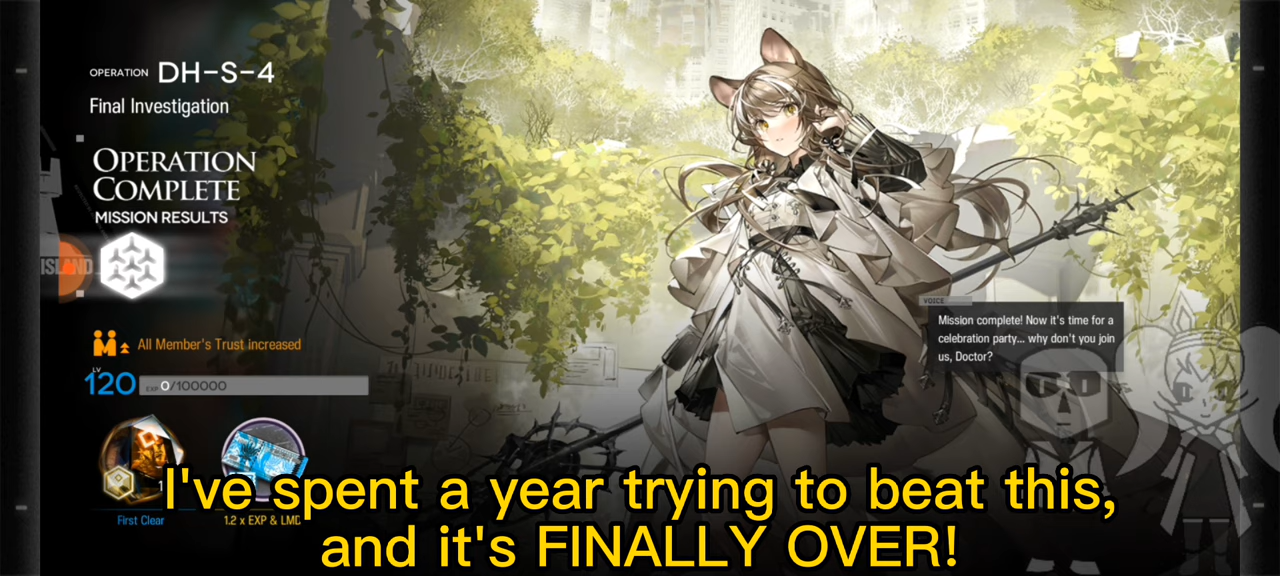 OPERATION DH-S-4
Final Investigation
OPERATION
COMPLETE
MISSION RESULTS
ISLAND
All Member's Trust increased
LV
120
EXP 0/100000
VOICE
Mission complete! Now it's time for a
celebration party... why don't you join
us, Doctor?
1
First Clear
1.2 x EXP & LMD
I've spent a year trying to beat this,
and it's FINALLY OVER!